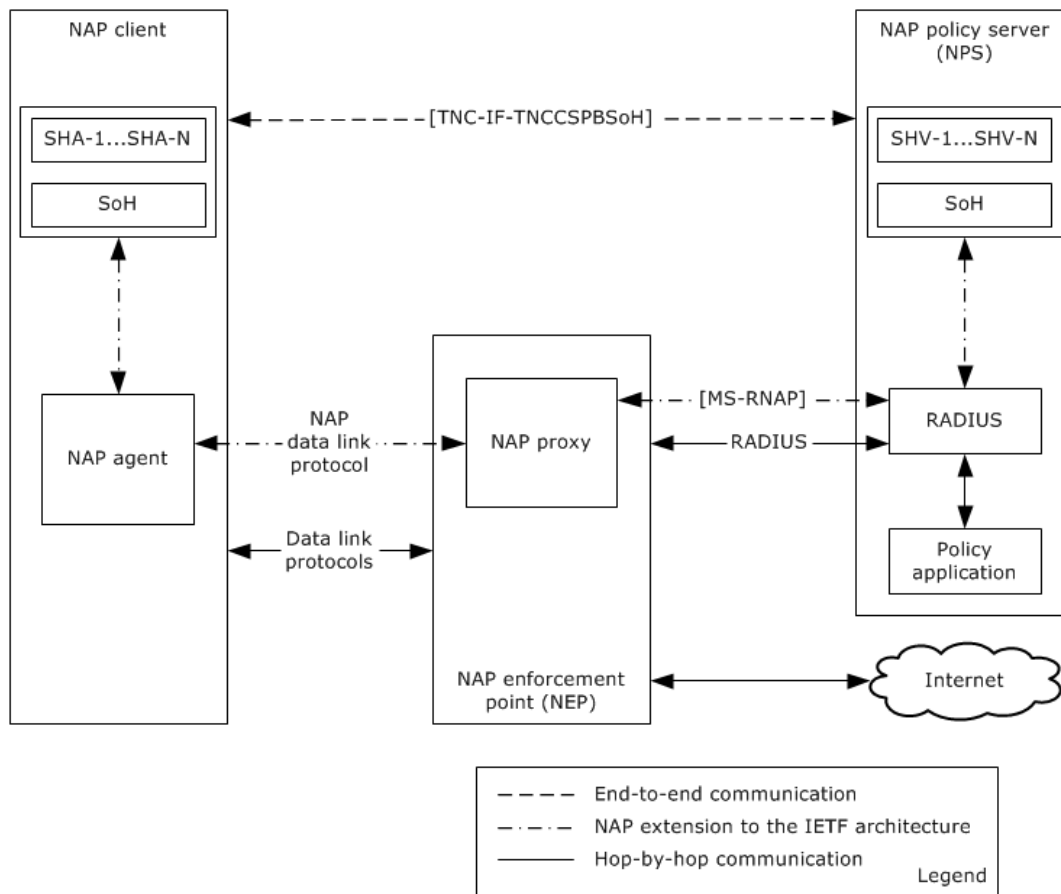 NAP client
NAP policy server
(NPS)
[TNC-IF-TNCCSPBSoH]
SHA-1...SHA-N
SoH
SHV-1...SHV-N
SoH
NAP agent
NAP
data link
protocol
NAP proxy
[MS-RNAP]
RADIUS
RADIUS
Data link
protocols
Policy
application
NAP enforcement
point (NEP)
Internet
End-to-end communication
NAP extension to the IETF architecture
Hop-by-hop communication
Legend